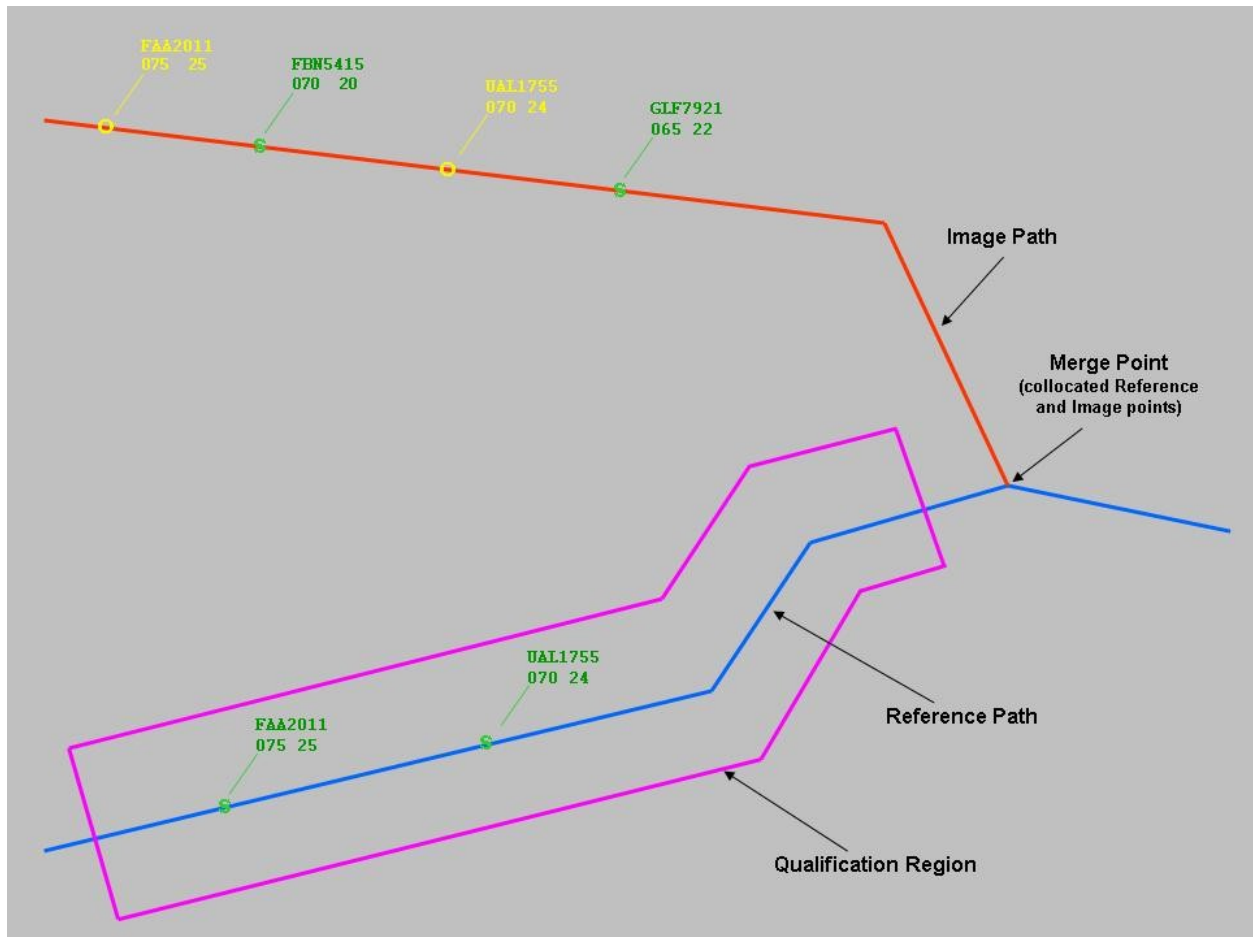 FAA2011
075 25
FBN5415
070 20
UAL1755
070 24
GLF7921
065 22
S
S
Image Path
Merge Point
(collocated Reference
and Image points)
UAL1755
070 24
S
Reference Path
FAA2011
075 25
S
Qualification Region